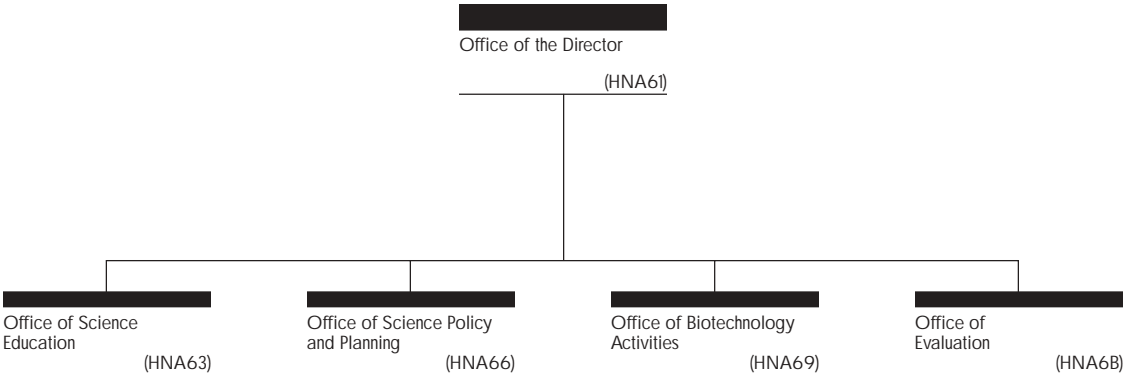 Office of the Director
(HNA61)
Office of Science
Education
(HNA63)
Office of Science Policy
and Planning
(HNA66)
Office of Biotechnology
Activities
(HNA69)
Office of
Evaluation
(HNA6B)